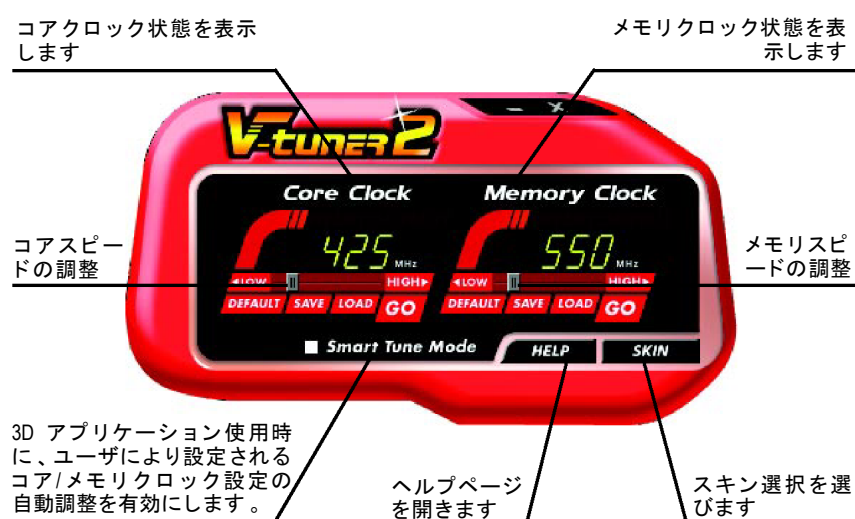 コアクロック状態を表示
します
メモリクロック状態を表
示します
V-tuner 2
Core Clock
Memory Clock
425 MHz
550 MHz
コアスピー
ドの調整
メモリスピ
ードの調整
◄LOW HIGH►
◄LOW HIGH►
DEFAULT SAVE LOAD GO
DEFAULT SAVE LOAD GO
Smart Tune Mode
HELP
SKIN
3D アプリケーション使用時
に、ユーザにより設定される
コア/メモリクロック設定の
自動調整を有効にします。
ヘルプページ
を開きます
スキン選択を選
びます